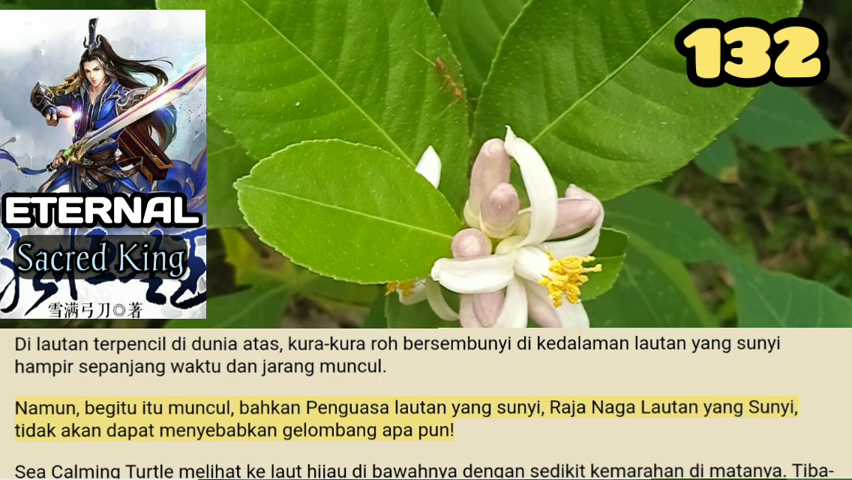 132
ETERNAL
Sacred King
雪满弓刀◎著
Di lautan terpencil di dunia atas, kura-kura roh bersembunyi di kedalaman lautan yang sunyi
hampir sepanjang waktu dan jarang muncul.
Namun, begitu itu muncul, bahkan Penguasa lautan yang sunyi, Raja Naga Lautan yang Sunyi,
tidak akan dapat menyebabkan gelombang apa pun!
Sea Calming Turtle melihat ke laut hijau di bawahnya dengan sedikit kemarahan di matanya. Tiba-